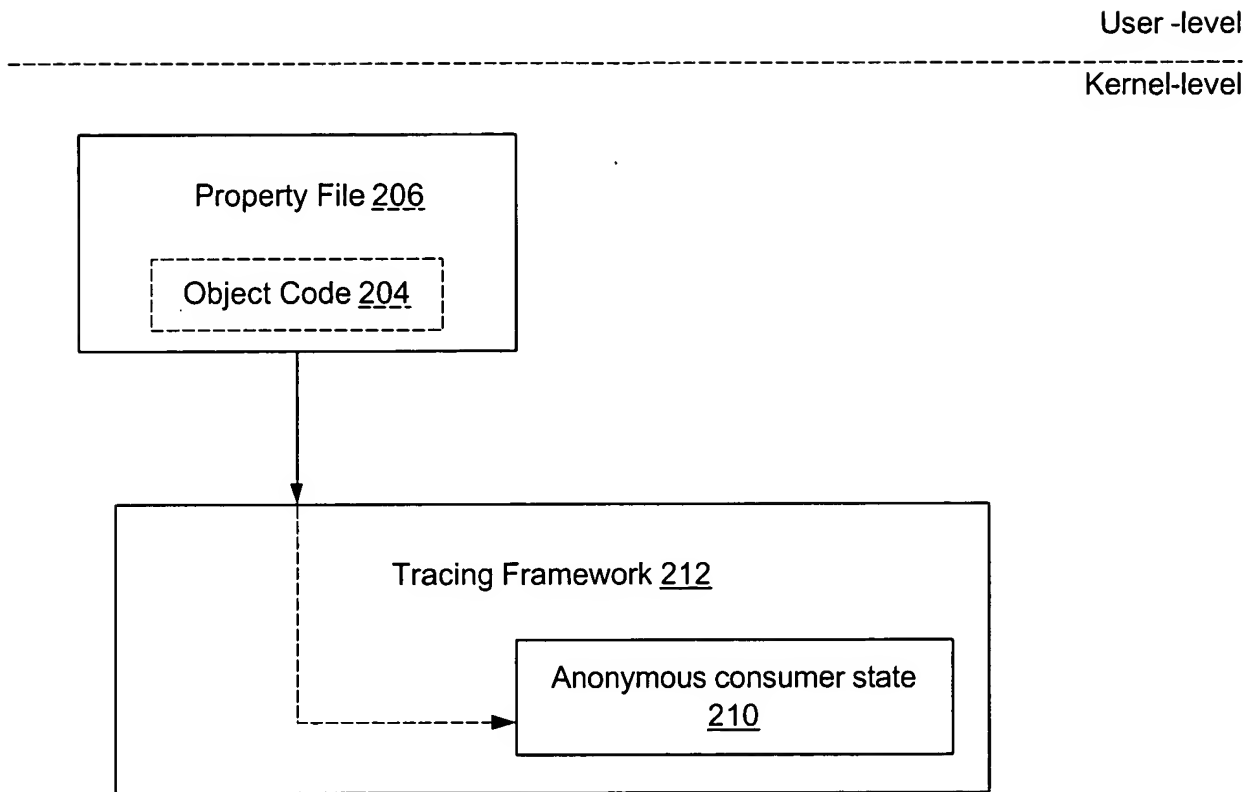 User -level
Kernel-level
Property File 206
Object Code 204
Tracing Framework 212
Anonymous consumer state
210